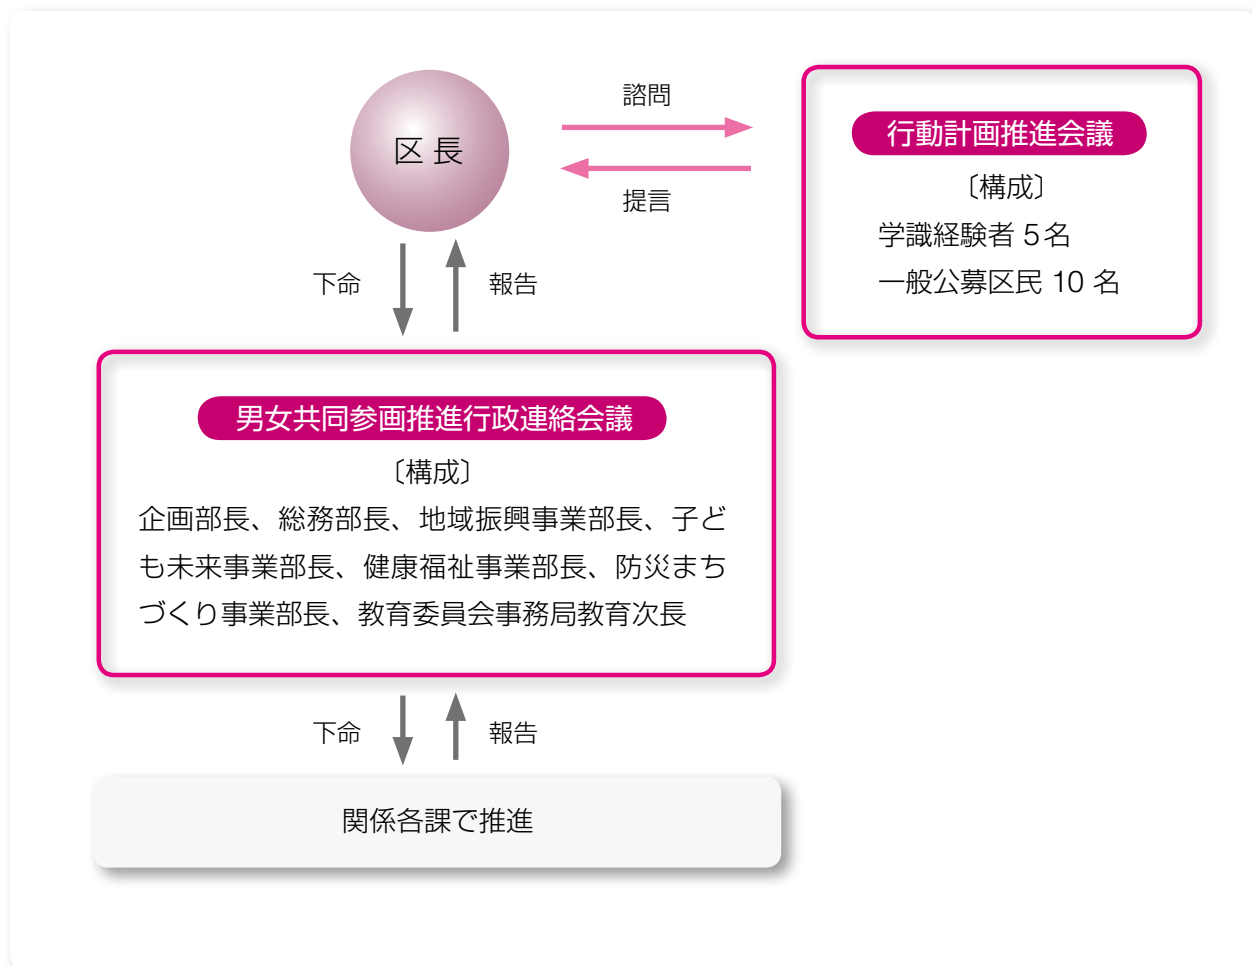 区長
諮問
提言
行動計画推進会議
〔構成〕
学識経験者 5名
一般公募区民 10 名
下命
報告
男女共同参画推進行政連絡会議
〔構成〕
企画部長、総務部長、地域振興事業部長、子ど
も未来事業部長、健康福祉事業部長、防災まち
づくり事業部長、教育委員会事務局教育次長
下命
報告
関係各課で推進